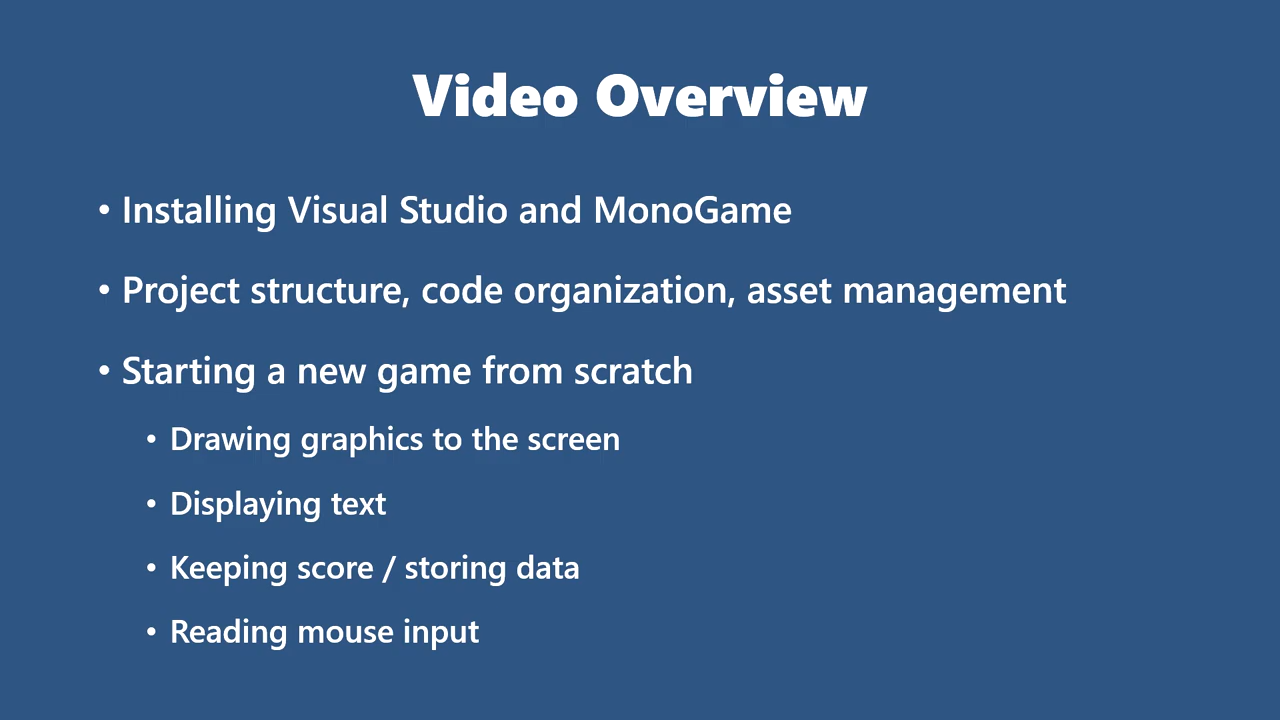 Video Overview
• Installing Visual Studio and MonoGame
• Project structure, code organization, asset management
• Starting a new game from scratch
• Drawing graphics to the screen
• Displaying text
• Keeping score / storing data
• Reading mouse input